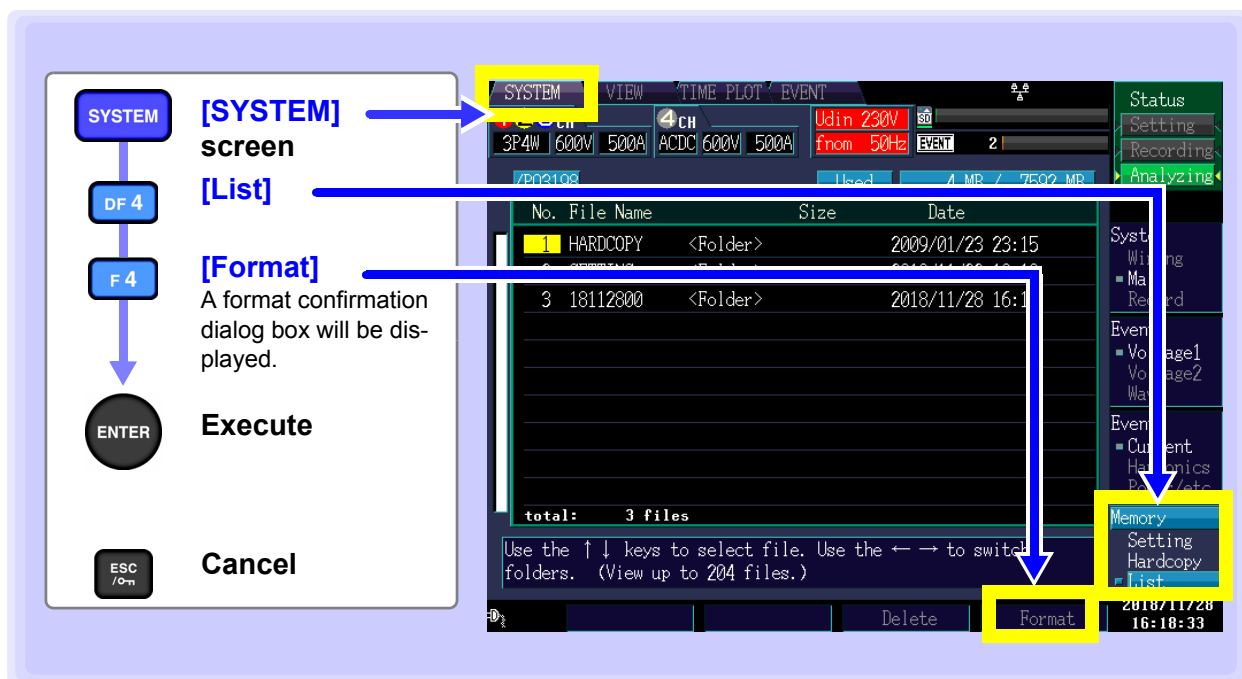 SYSTEM
[SYSTEM]
screen
DF 4
[List]
F 4
[Format]
A format confirmation
dialog box will be dis-
played.
ENTER
Execute
ESC
Cancel
SYSTEM VIEW TIME PLOT EVENT
CH 4 CH Udin 230V SD
3P4W 600V 500A ACDC 600V 500A fnom 50Hz EVENT 2
/PQ3198 Used 4 MB / 7592 MB
No. File Name Size Date
1 HARDCOPY <Folder> 2009/01/23 23:15
3 18112800 <Folder> 2018/11/28
total: 3 files
Use the ↑↓ keys to select file. Use the ← → to switch
folders. (View up to 204 files.)
Delete Format
Status
Setting
Recording
Analyzing
Memory
Setting
Hardcopy
List
2018/11/28
16:18:33